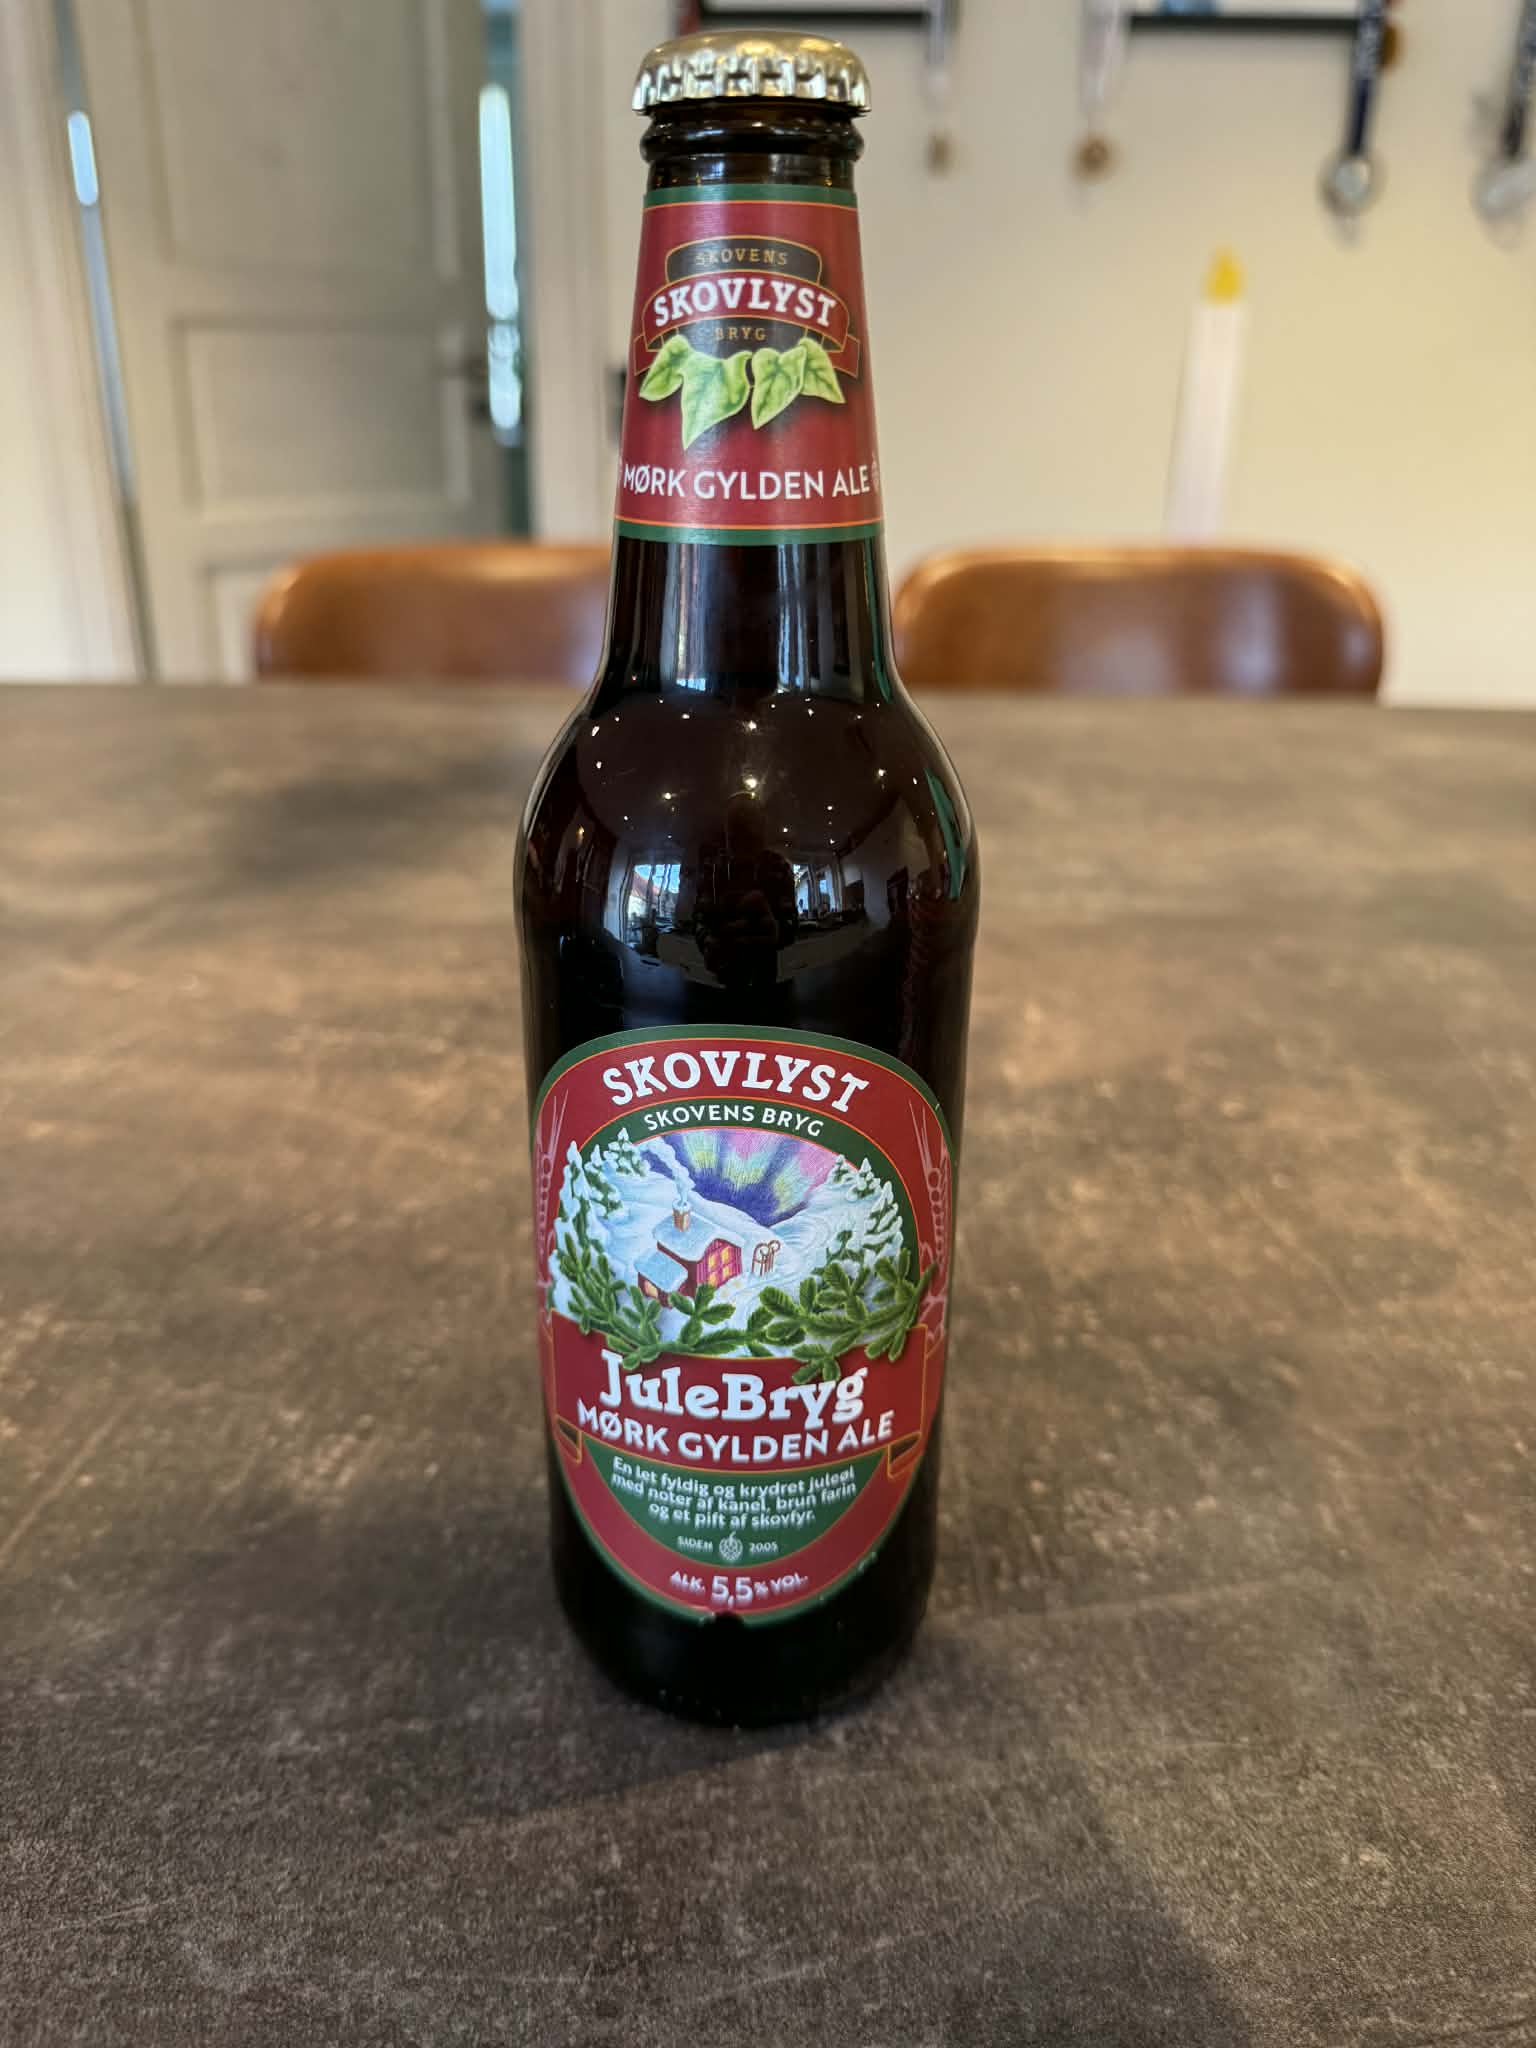 SKOVENS
SKOVLYST
BRYG
MØRK GYLDEN ALE
SKOVLYST
SKOVENS BRYG
JuleBryg
MØRK GYLDEN ALE
En let fyldig og krydret juleøl
med noter af kanel, brun farin
og et pift af skovfyr.
SIDEN 2005
ALK. 5,5% VOL.